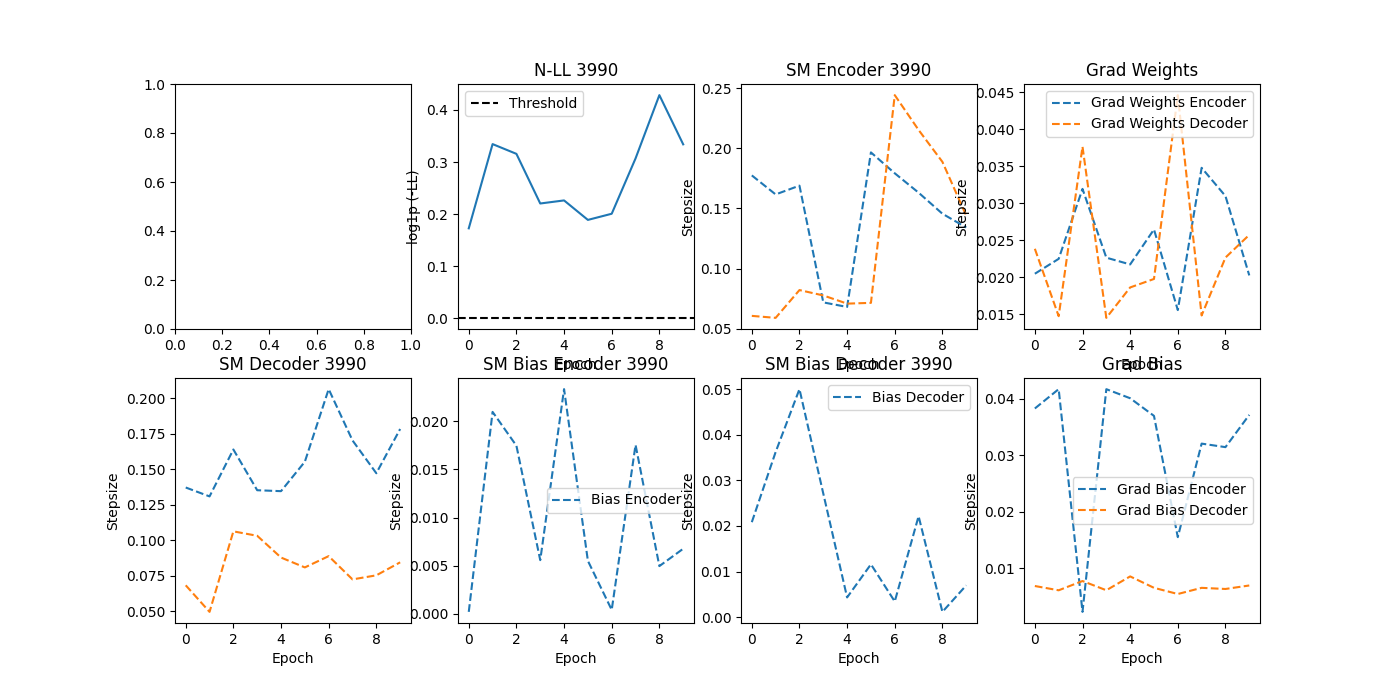 N-LL 3990
SM Encoder 3990
Grad Weights
1.0
0.8
0.6
0.4
0.2
0.0
0.0 0.2 0.4 0.6 0.8 1.0
log1p (-LL)
0.4
0.3
0.2
0.1
0.0
Threshold
0 2 4 6 8
Epoch
Stepsize
0.25
0.20
0.15
0.10
0.05
0 2 4 6 8
Epoch
Stepsize
0.045
0.040
0.035
0.030
0.025
0.020
0.015
Grad Weights Encoder
Grad Weights Decoder
0 2 4 6 8
Epoch
SM Decoder 3990
SM Bias Encoder 3990
SM Bias Decoder 3990
Grad Bias
Stepsize
0.200
0.175
0.150
0.125
0.100
0.075
0.050
0 2 4 6 8
Epoch
Stepsize
0.020
0.015
0.010
0.005
0.000
Bias Encoder
0 2 4 6 8
Epoch
Stepsize
0.05
0.04
0.03
0.02
0.01
0.00
Bias Decoder
0 2 4 6 8
Epoch
Stepsize
0.04
0.03
0.02
0.01
Grad Bias Encoder
Grad Bias Decoder
0 2 4 6 8
Epoch